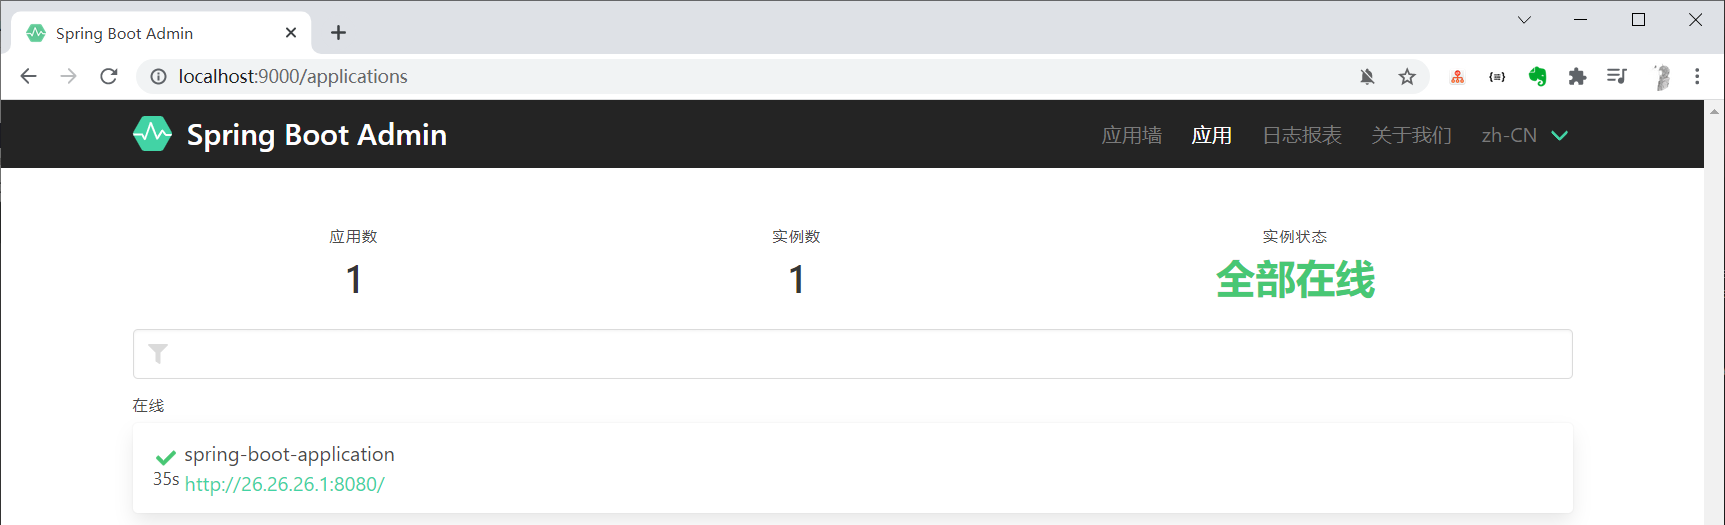 Spring Boot Admin
localhost:9000/applications
Spring Boot Admin
应用墙 应用 日志报表 关于我们 zh-CN
应用数 实例数 实例状态
1 1 全部在线
在线
spring-boot-application
35s http://26.26.26.1:8080/